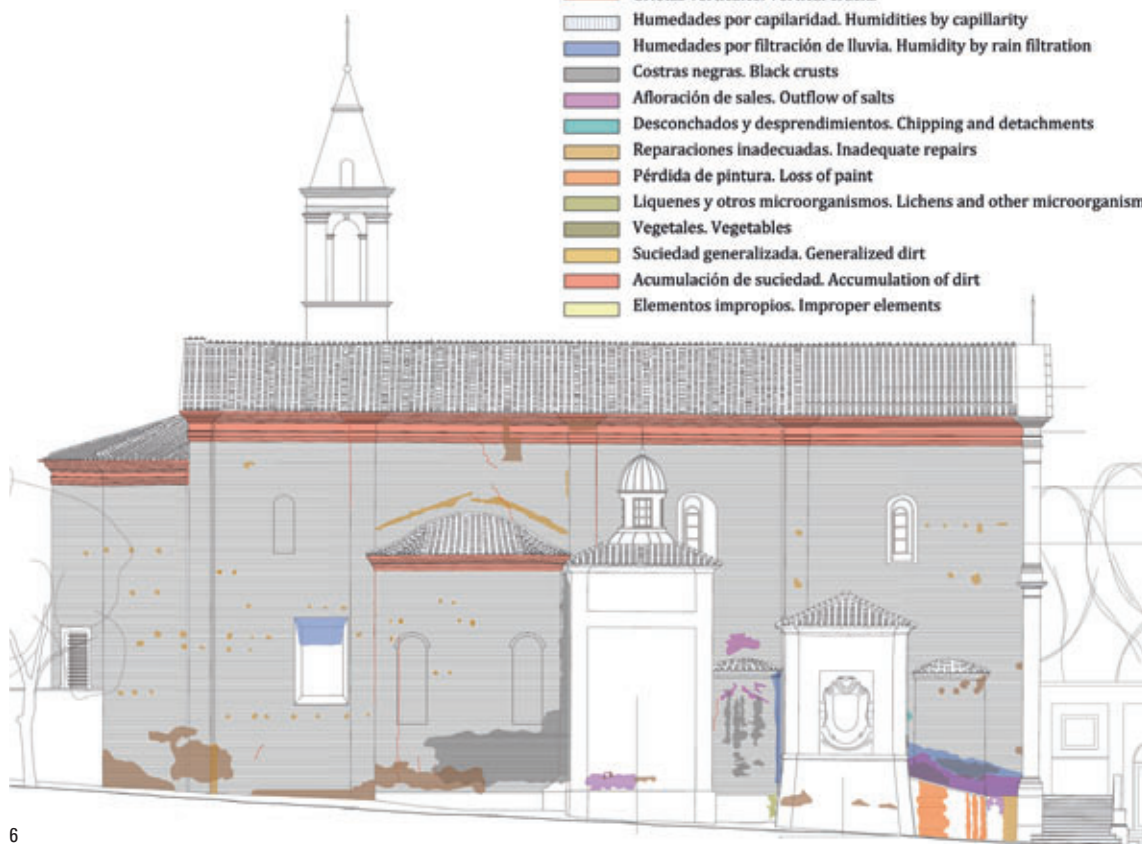 Humedades por capilaridad. Humidities by capillarity
Humedades por filtración de lluvia. Humidity by rain filtration
Costras negras. Black crusts
Afloración de sales. Outflow of salts
Desconchados y desprendimientos. Chipping and detachments
Reparaciones inadecuadas. Inadequate repairs
Pérdida de pintura. Loss of paint
Liquenes y otros microorganismos. Lichens and other microorganism
Vegetales. Vegetables
Suciedad generalizada. Generalized dirt
Acumulación de suciedad. Accumulation of dirt
Elementos impropios. Improper elements
6